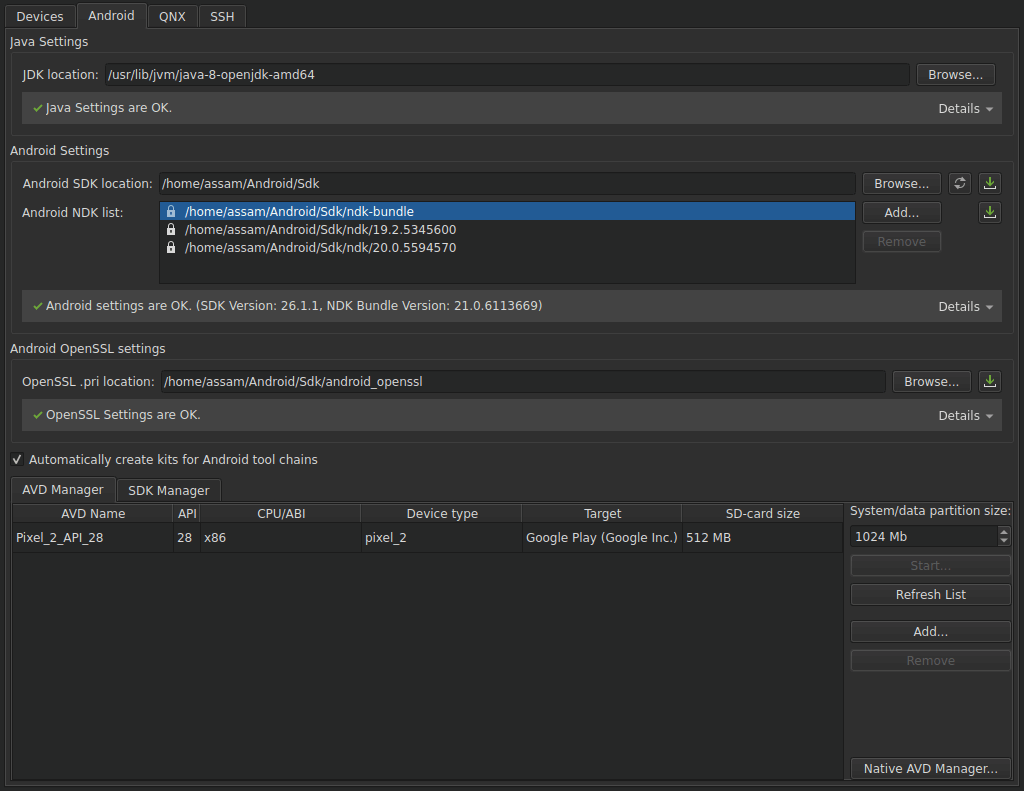 Devices Android QNX SSH
Java Settings
JDK location: /usr/lib/jvm/java-8-openjdk-amd64 Browse...
Java Settings are OK. Details
Android Settings
Android SDK location: /home/assam/Android/Sdk Browse...
Android NDK list: /home/assam/Android/Sdk/ndk-bundle Add...
/home/assam/Android/Sdk/ndk/19.2.5345600
/home/assam/Android/Sdk/ndk/20.0.5594570 Remove
Android settings are OK. (SDK Version: 26.1.1, NDK Bundle Version: 21.0.6113669) Details
Android OpenSSL settings
OpenSSL .pri location: /home/assam/Android/Sdk/android_openssl Browse...
OpenSSL Settings are OK. Details
Automatically create kits for Android tool chains
AVD Manager SDK Manager
AVD Name API CPU/ABI Device type Target SD-card size System/data partition size:
Pixel_2_API_28 28 x86 pixel_2 Google Play (Google Inc.) 512 MB 1024 Mb
Start...
Refresh List
Add...
Remove
Native AVD Manager...